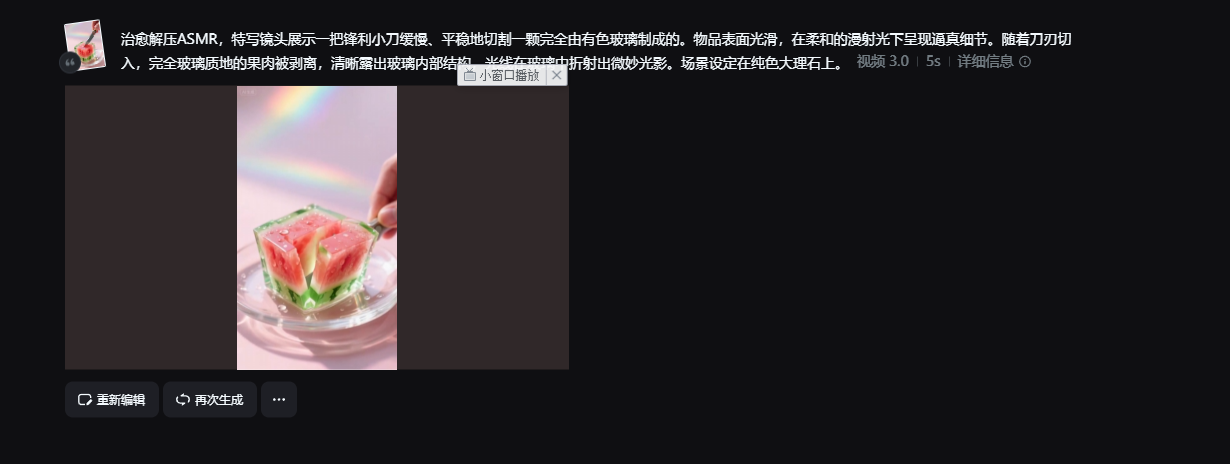 治愈解压ASMR，特写镜头展示一把锋利小刀缓慢、平稳地切割一颗完全由有色玻璃制成的。物品表面光滑，在柔和的漫射光下呈现逼真细节。随着刀刃切
入，完全玻璃质地的果肉被剥离，清晰露出玻璃内部结构。光线在玻璃中折射出微妙光影。场景设定在纯色大理石上。 视频 3.0 | 5s | 详细信息
小窗口播放
重新编辑 再次生成